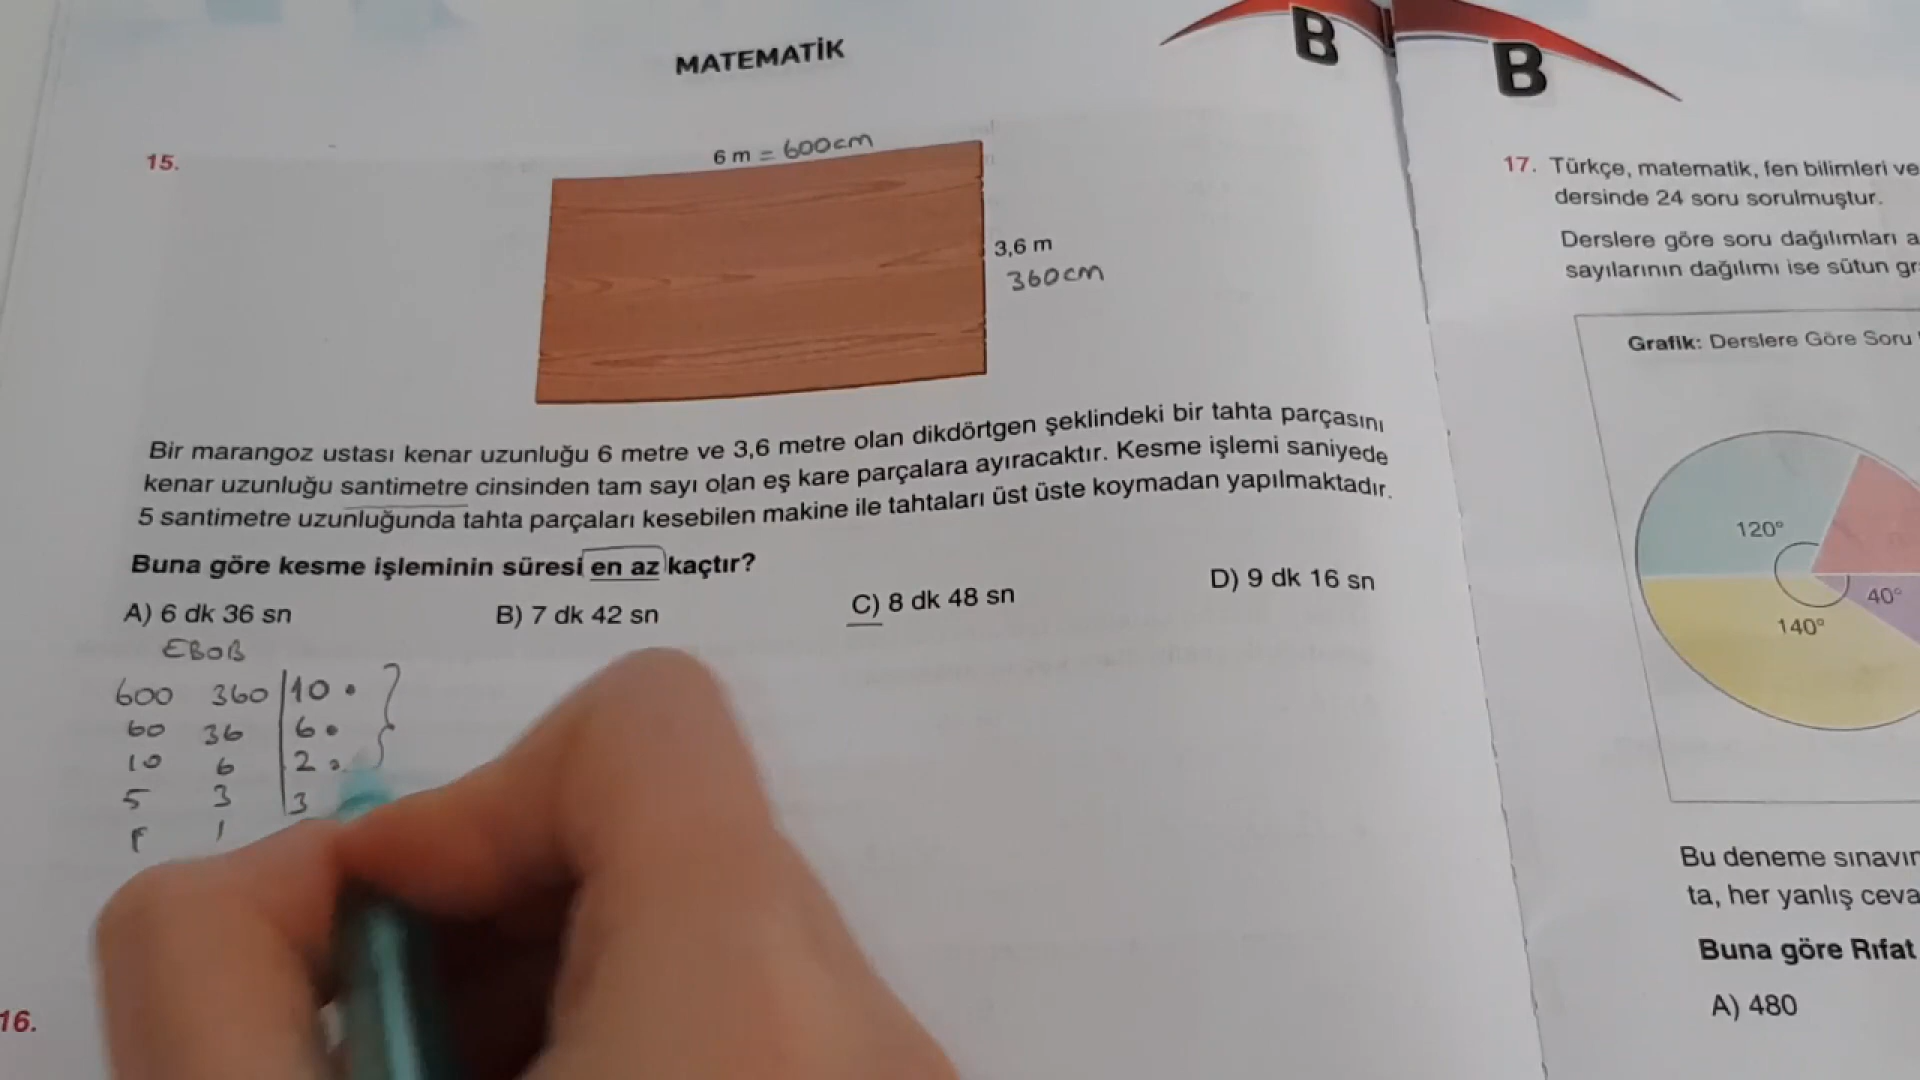 MATEMATİK
B
B
15.
6 m = 600cm
3,6 m
360cm
Bir marangoz ustası kenar uzunluğu 6 metre ve 3,6 metre olan dikdörtgen şeklindeki bir tahta parçasını
kenar uzunluğu santimetre cinsinden tam sayı olan eş kare parçalara ayıracaktır. Kesme işlemi saniyede
5 santimetre uzunluğunda tahta parçaları kesebilen makine ile tahtaları üst üste koymadan yapılmaktadır.
Buna göre kesme işleminin süresi en az kaçtır?
A) 6 dk 36 sn
B) 7 dk 42 sn
C) 8 dk 48 sn
D) 9 dk 16 sn
EBOB
600 360 10
60 36 6
10 6 2
5 3 3
1
16.
17. Türkçe, matematik, fen bilimleri ve
dersinde 24 soru sorulmuştur.
Derslere göre soru dağılımları
sayılarının dağılımı ise sütun
Grafik: Derslere Göre Soru
120°
40°
140°
Bu deneme
ta, her yanlış
Buna göre Rıfat
A) 480